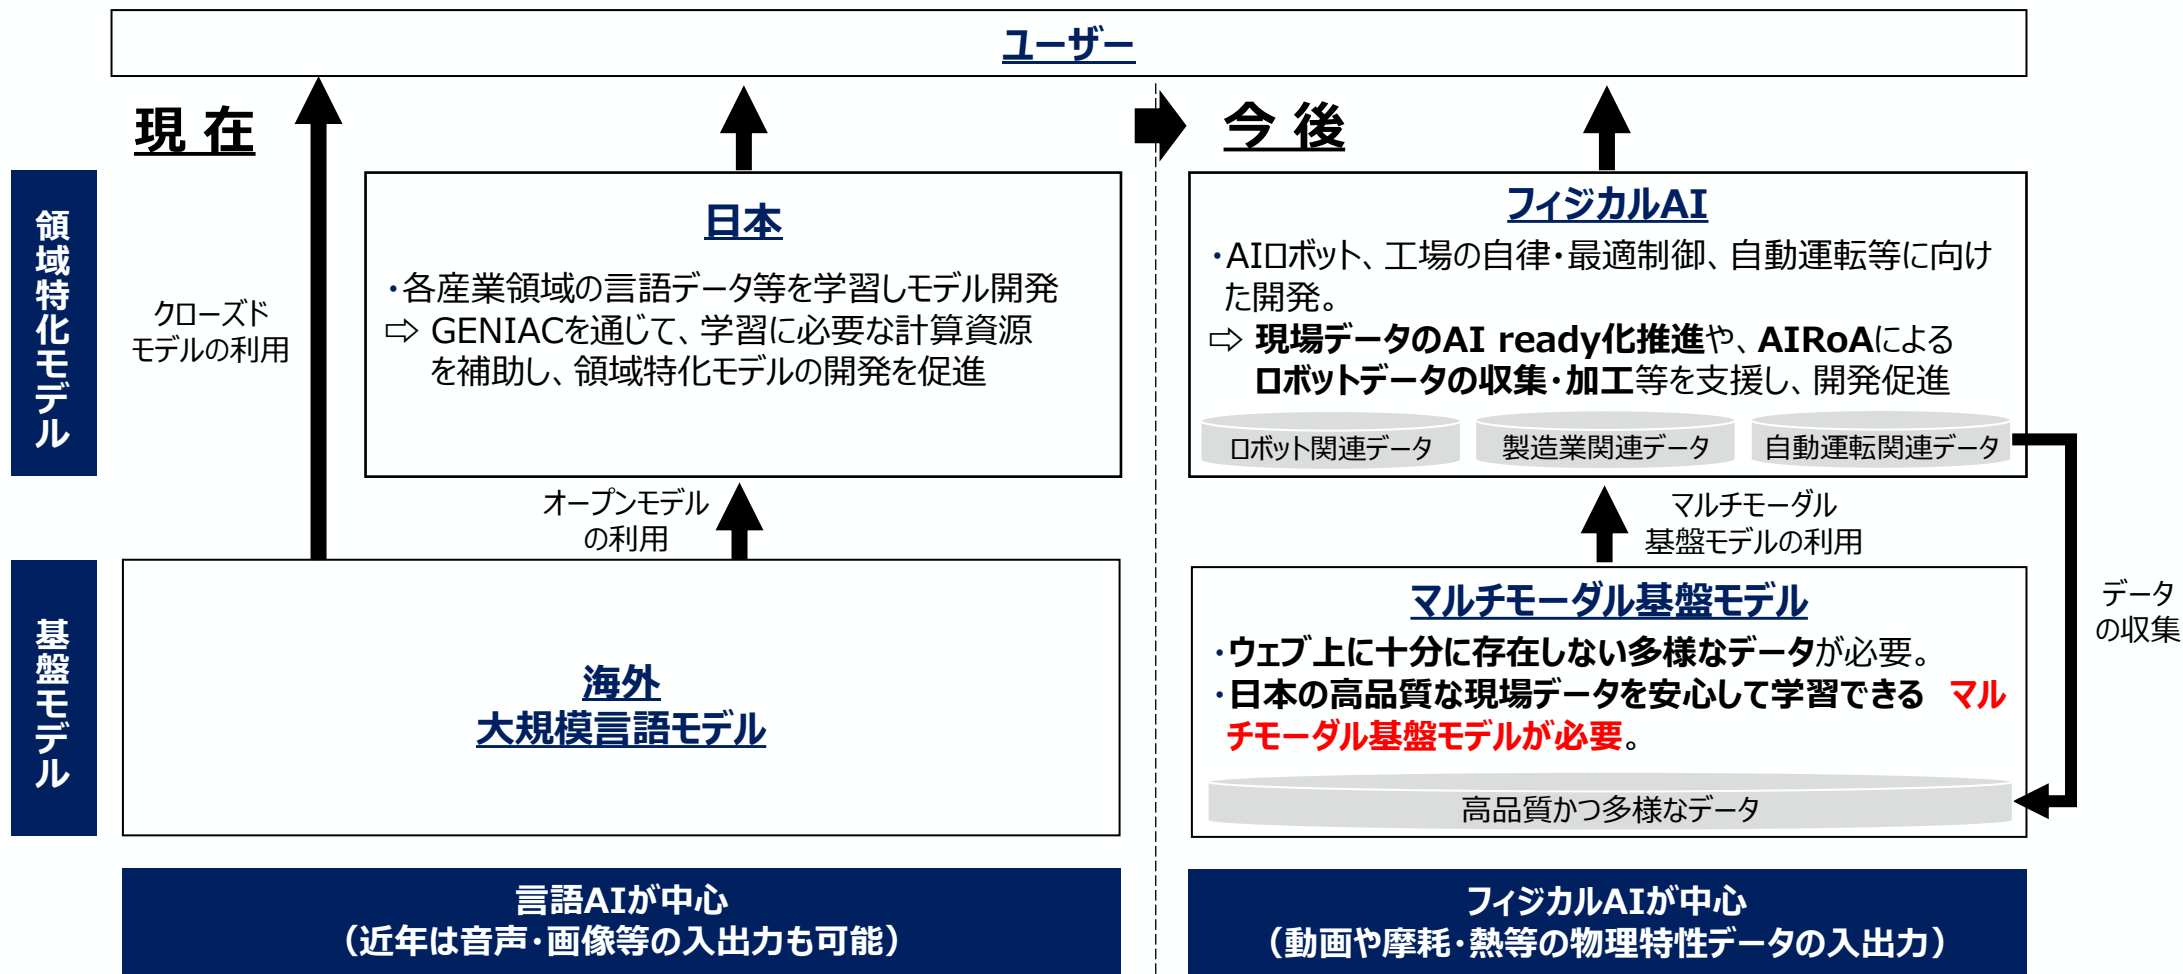 ユーザー
現 在
今 後
領域特化モデル
クローズド
モデルの利用
日本
・各産業領域の言語データ等を学習しモデル開発
⇨ GENIACを通じて、学習に必要な計算資源
を補助し、領域特化モデルの開発を促進
フィジカルAI
・AIロボット、工場の自律・最適制御、自動運転等に向け
た開発。
⇨ 現場データのAI ready化推進や、AIRoAによる
ロボットデータの収集・加工等を支援し、開発促進
ロボット関連データ
製造業関連データ
自動運転関連データ
オープンモデル
の利用
マルチモーダル
基盤モデルの利用
データ
の収集
基盤モデル
海外
大規模言語モデル
マルチモーダル基盤モデル
・ウェブ上に十分に存在しない多様なデータが必要。
・日本の高品質な現場データを安心して学習できる マル
チモーダル基盤モデルが必要。
高品質かつ多様なデータ
言語AIが中心
（近年は音声・画像等の入出力も可能）
フィジカルAIが中心
（動画や摩耗・熱等の物理特性データの入出力）